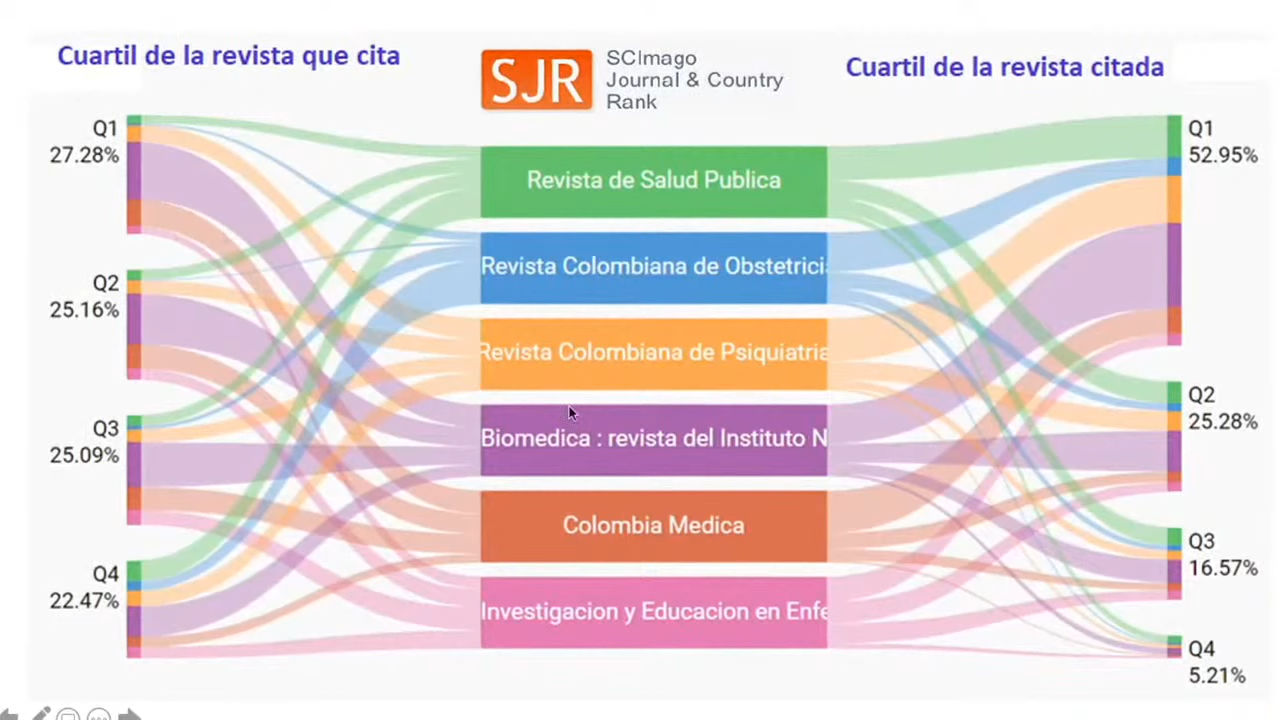 Cuartil de la revista que cita
SJR
SCImago
Journal & Country
Rank
Cuartil de la revista citada
Q1
27.28%
Q2
25.16%
Q3
25.09%
Q4
22.47%
Revista de Salud Publica
Revista Colombiana de Obstetrici
Revista Colombiana de Psiquiatria
Biomedica : revista del Instituto N
Colombia Medica
Investigacion y Educacion en Enfe
Q1
52.95%
Q2
25.28%
Q3
16.57%
Q4
5.21%